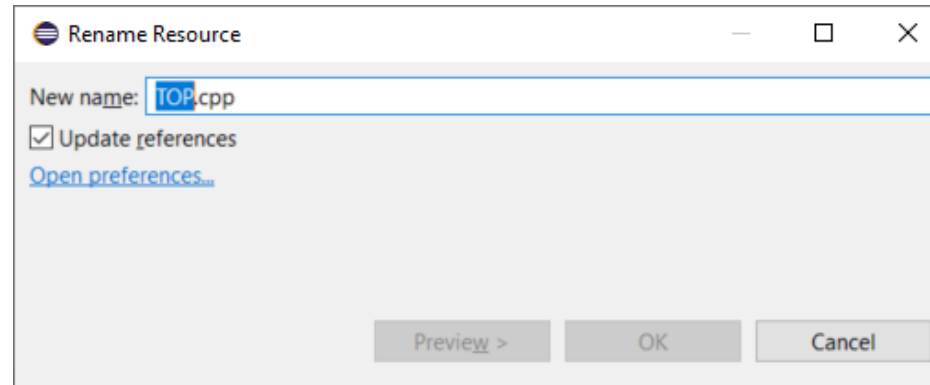 Rename Resource
New name: TOP.cpp
Update references
Open preferences...
Preview > OK Cancel